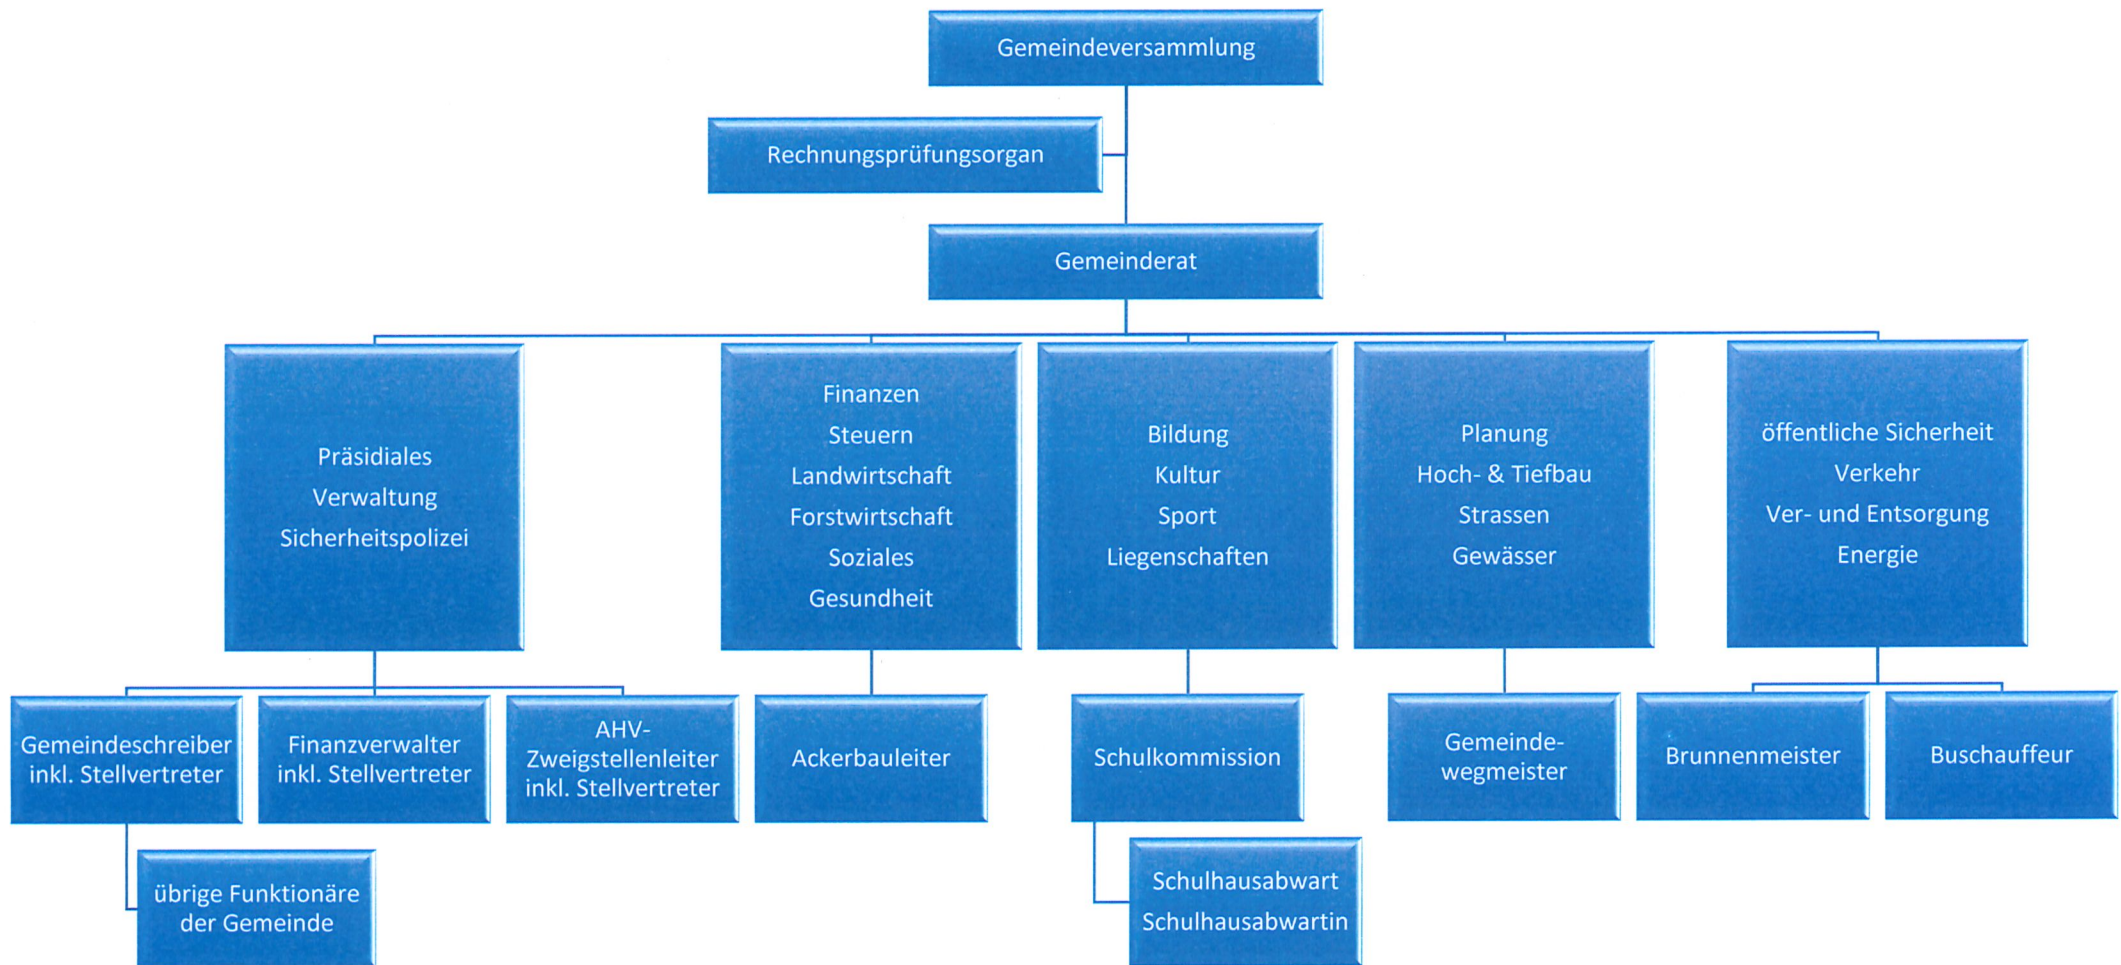 Gemeindeversammlung
Rechnungsprüfungsorgan
Gemeinderat
Präsidiales
Verwaltung
Sicherheitspolizei
Finanzen
Steuern
Landwirtschaft
Forstwirtschaft
Soziales
Gesundheit
Bildung
Kultur
Sport
Liegenschaften
Planung
Hoch- & Tiefbau
Strassen
Gewässer
öffentliche Sicherheit
Verkehr
Ver- und Entsorgung
Energie
Gemeindeschreiber
inkl. Stellvertreter
Finanzverwalter
inkl. Stellvertreter
AHV-
Zweigstellenleiter
inkl. Stellvertreter
Ackerbauleiter
Schulkommission
Gemeinde-
wegmeister
Brunnenmeister
Buschauffeur
übrige Funktionäre
der Gemeinde
Schulhausabwart
Schulhausabwartin